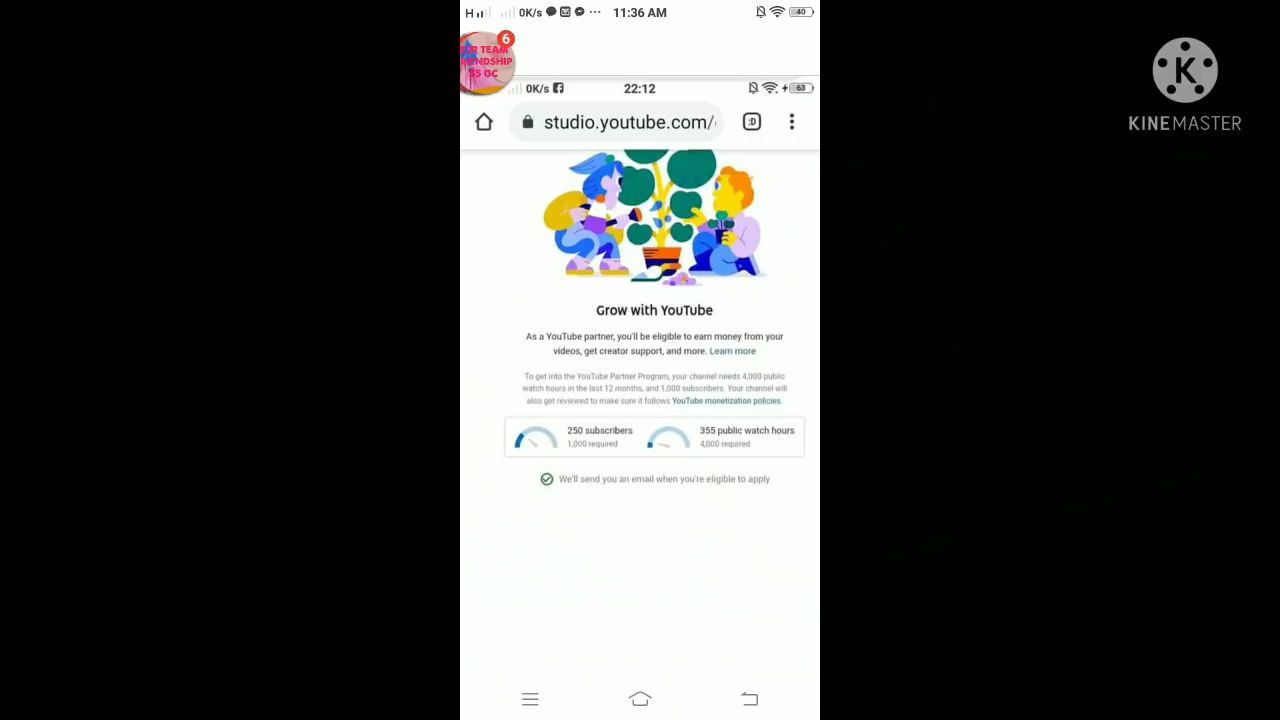 H 0K/s 11:36 AM 40
6
TEAM
GC
0K/s 22:12 63
studio.youtube.com/
:D
K
KINEMASTER
Grow with YouTube
As a YouTube partner, you'll be eligible to earn money from your
videos, get creator support, and more. Learn more
To get into the YouTube Partner Program, your channel needs 4,000 public
watch hours in the last 12 months, and 1,000 subscribers. Your channel will
also get reviewed to make sure it follows YouTube monetization policies.
250 subscribers
1,000 required
355 public watch hours
4,000 required
We'll send you an email when you're eligible to apply